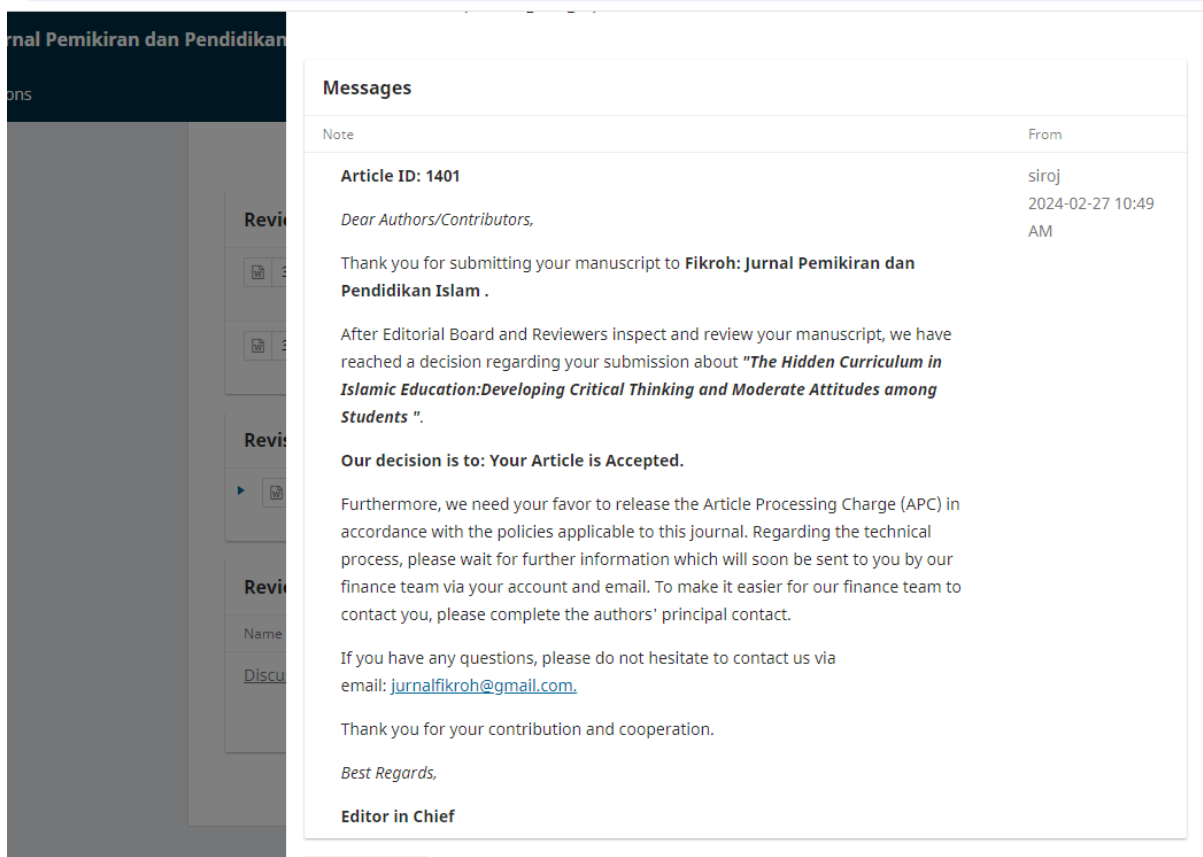 rnal Pemikiran dan Pendidikan
ons
Revi
3
3
Revis
Revie
Name
Discu
Messages
Note
From
Article ID: 1401
siroj
2024-02-27 10:49
AM
Dear Authors/Contributors,
Thank you for submitting your manuscript to Fikroh: Jurnal Pemikiran dan
Pendidikan Islam .
After Editorial Board and Reviewers inspect and review your manuscript, we have
reached a decision regarding your submission about "The Hidden Curriculum in
Islamic Education:Developing Critical Thinking and Moderate Attitudes among
Students ".
Our decision is to: Your Article is Accepted.
Furthermore, we need your favor to release the Article Processing Charge (APC) in
accordance with the policies applicable to this journal. Regarding the technical
process, please wait for further information which will soon be sent to you by our
finance team via your account and email. To make it easier for our finance team to
contact you, please complete the authors' principal contact.
If you have any questions, please do not hesitate to contact us via
email: jurnalfikroh@gmail.com.
Thank you for your contribution and cooperation.
Best Regards,
Editor in Chief